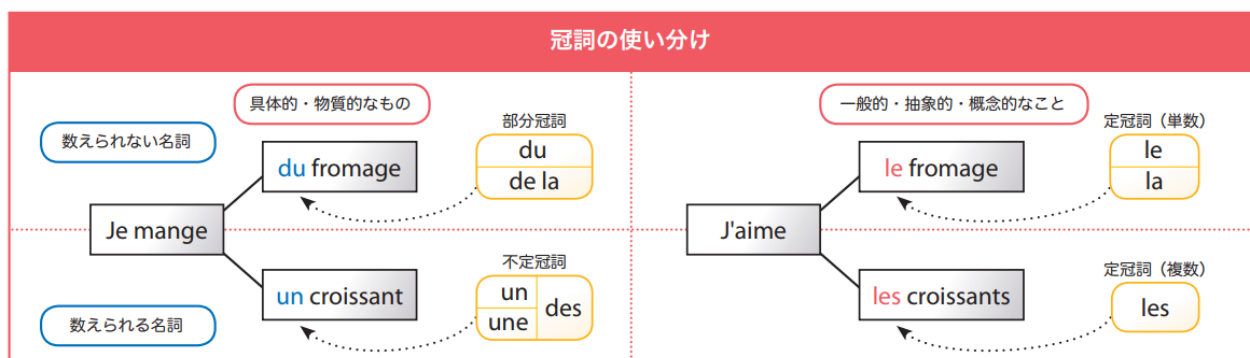 冠詞の使い分け
具体的・物質的なもの
数えられない名詞
部分冠詞
du
de la
du fromage
Je mange
un croissant
不定冠詞
un
une
des
数えられる名詞
一般的・抽象的・概念的なこと
定冠詞（単数）
le
la
le fromage
J'aime
les croissants
定冠詞（複数）
les